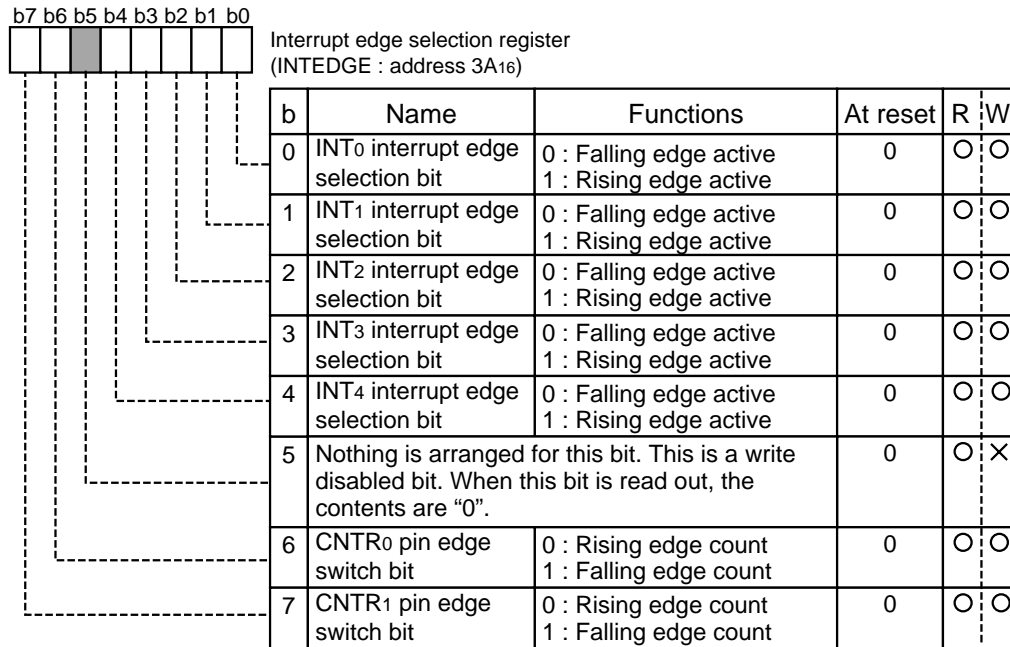 b7 b6 b5 b4 b3 b2 b1 b0
Interrupt edge selection register
(INTEDGE : address 3A16)
b Name Functions At reset R W
0 INT0 interrupt edge selection bit 0 : Falling edge active 1 : Rising edge active 0 O O
1 INT1 interrupt edge selection bit 0 : Falling edge active 1 : Rising edge active 0 O O
2 INT2 interrupt edge selection bit 0 : Falling edge active 1 : Rising edge active 0 O O
3 INT3 interrupt edge selection bit 0 : Falling edge active 1 : Rising edge active 0 O O
4 INT4 interrupt edge selection bit 0 : Falling edge active 1 : Rising edge active 0 O O
5 Nothing is arranged for this bit. This is a write disabled bit. When this bit is read out, the contents are “0”. 0 O ×
6 CNTR0 pin edge switch bit 0 : Rising edge count 1 : Falling edge count 0 O O
7 CNTR1 pin edge switch bit 0 : Rising edge count 1 : Falling edge count 0 O O